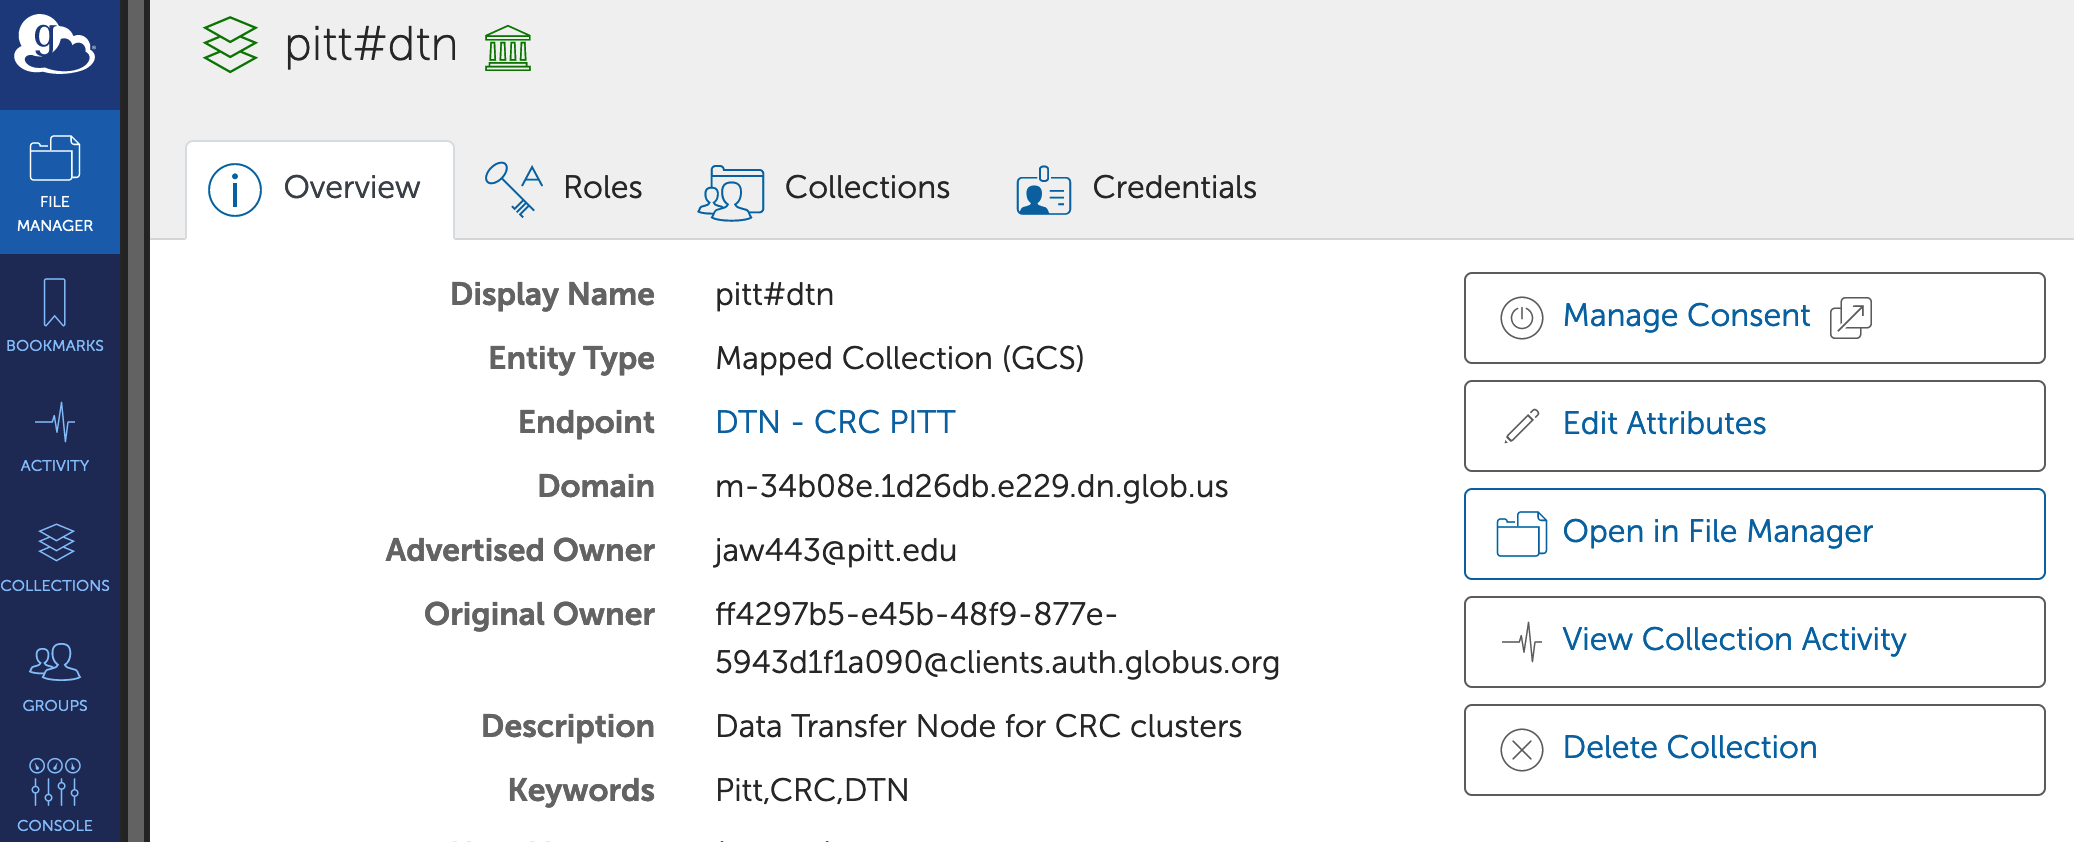 g
pitt#dtn
FILE
MANAGER
BOOKMARKS
ACTIVITY
COLLECTIONS
GROUPS
CONSOLE
Overview
Roles
Collections
Credentials
Display Name pitt#dtn
Entity Type Mapped Collection (GCS)
Endpoint DTN - CRC PITT
Domain m-34b08e.1d26db.e229.dn.glob.us
Advertised Owner jaw443@pitt.edu
Original Owner ff4297b5-e45b-48f9-877e-
5943d1f1a090@clients.auth.globus.org
Description Data Transfer Node for CRC clusters
Keywords Pitt,CRC,DTN
Manage Consent
Edit Attributes
Open in File Manager
View Collection Activity
Delete Collection